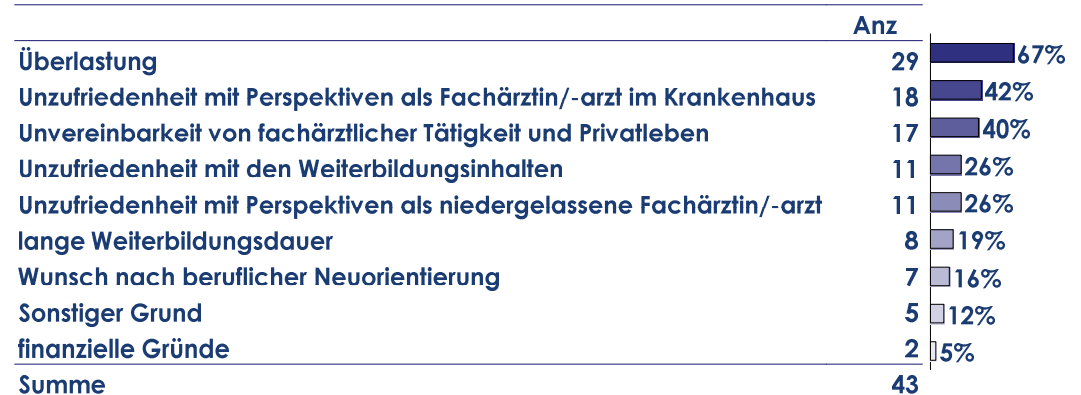 Anz
Überlastung 29 67%
Unzufriedenheit mit Perspektiven als Fachärztin/-arzt im Krankenhaus 18 42%
Unvereinbarkeit von fachärztlicher Tätigkeit und Privatleben 17 40%
Unzufriedenheit mit den Weiterbildungsinhalten 11 26%
Unzufriedenheit mit Perspektiven als niedergelassene Fachärztin/-arzt 11 26%
lange Weiterbildungsdauer 8 19%
Wunsch nach beruflicher Neuorientierung 7 16%
Sonstiger Grund 5 12%
finanzielle Gründe 2 5%
Summe 43